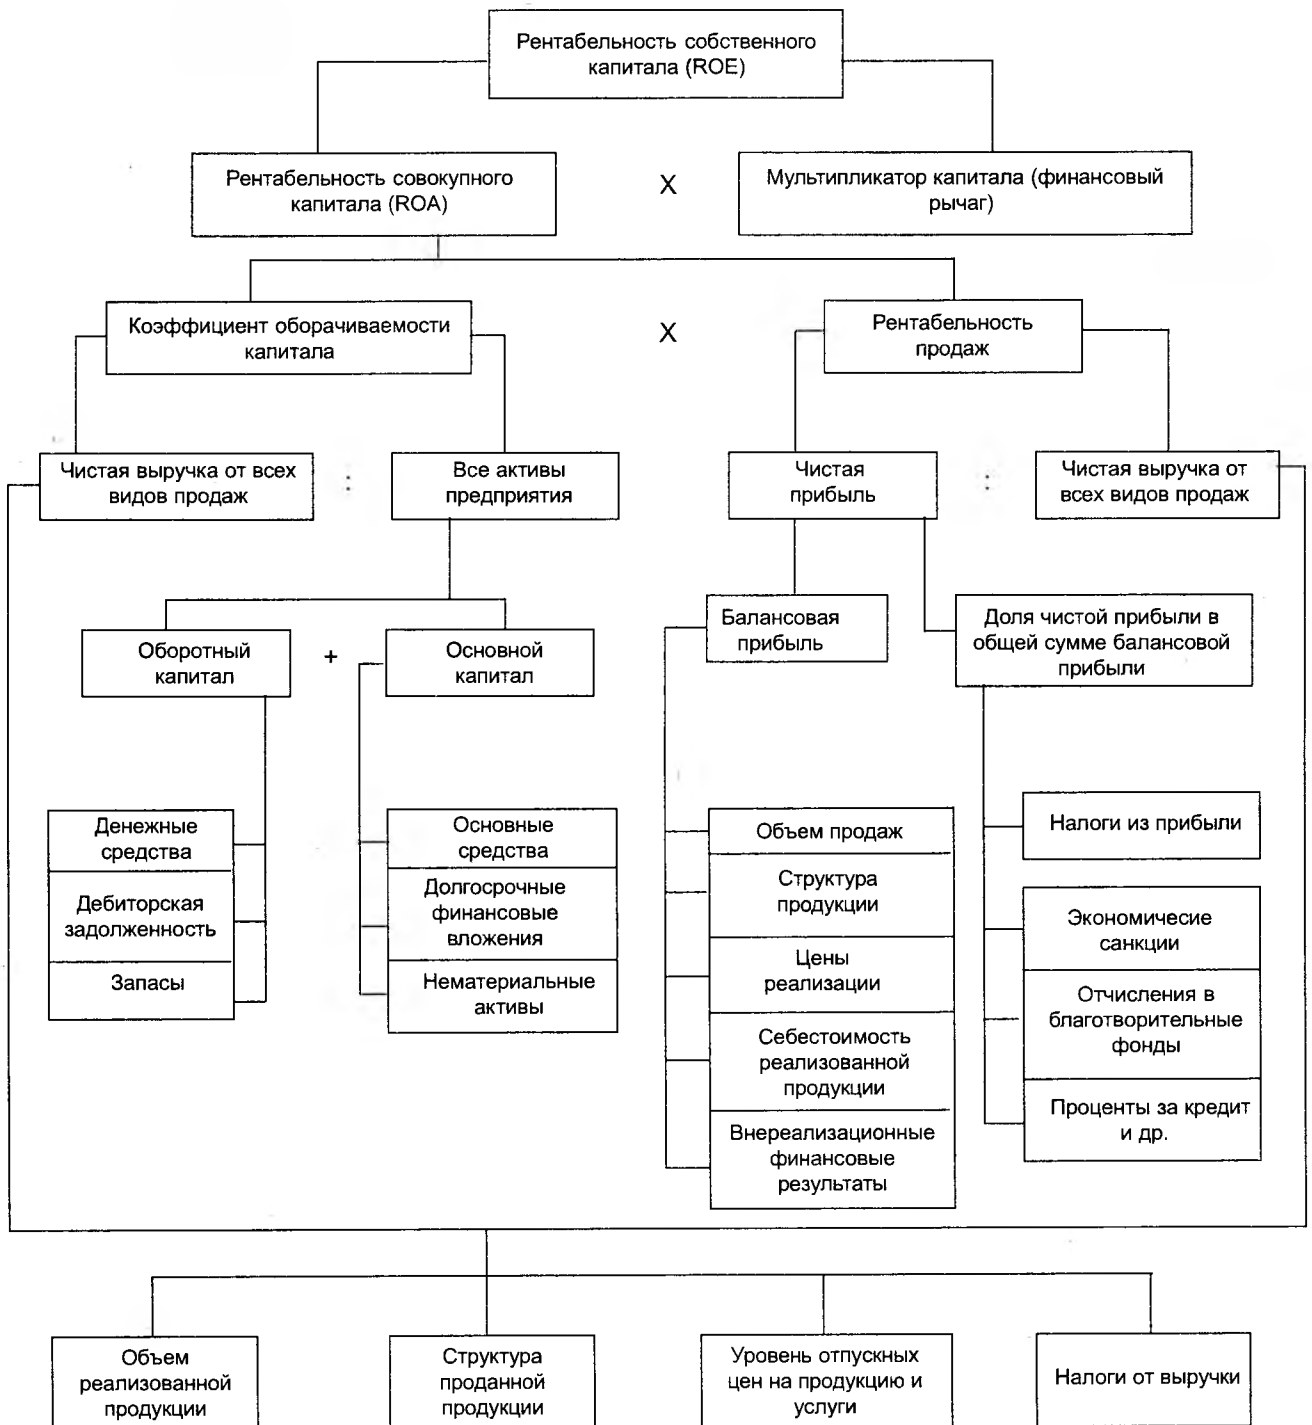 Рентабельность собственного
капитала (ROE)
Рентабельность совокупного
капитала (ROA)
X
Мультипликатор капитала (финансовый
рычаг)
Коэффициент оборачиваемости
капитала
X
Рентабельность
продаж
Чистая выручка от всех
видов продаж
:
Все активы
предприятия
Чистая
прибыль
:
Чистая выручка от
всех видов продаж
Оборотный
капитал
+
Основной
капитал
Балансовая
прибыль
Доля чистой прибыли в
общей сумме балансовой
прибыли
Денежные
средства
Дебиторская
задолженность
Запасы
Основные
средства
Долгосрочные
финансовые
вложения
Нематериальные
активы
Объем продаж
Структура
продукции
Цены
реализации
Себестоимость
реализованной
продукции
Внереализационные
финансовые
результаты
Налоги из прибыли
Экономичесие
санкции
Отчисления в
благотворительные
фонды
Проценты за кредит
и др.
Объем
реализованной
продукции
Структура
проданной
продукции
Уровень отпускных
цен на продукцию и
услуги
Налоги от выручки